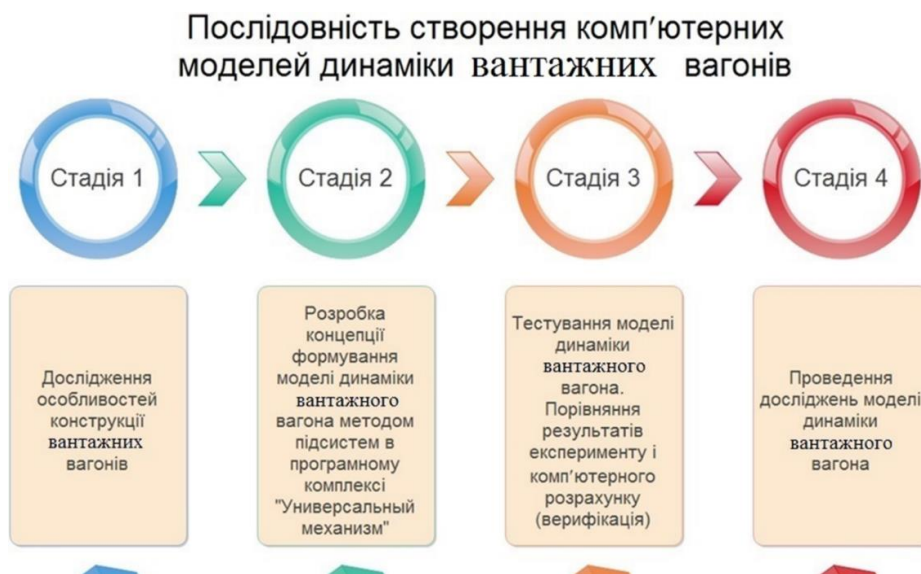 Послідовність створення комп′ютерних
моделей динаміки вантажних вагонів
Стадія 1
Стадія 2
Стадія 3
Стадія 4
Дослідження
особливостей
конструкції
вантажних
вагонів
Розробка
концепції
формування
моделі динаміки
вантажного
вагона методом
підсистем в
програмному
комплексі
"Универсальный
механизм"
Тестування моделі
динаміки
вантажного
вагона.
Порівняння
результатів
експерименту і
комп′ютерного
розрахунку
(верифікація)
Проведення
досліджень моделі
динаміки
вантажного
вагона